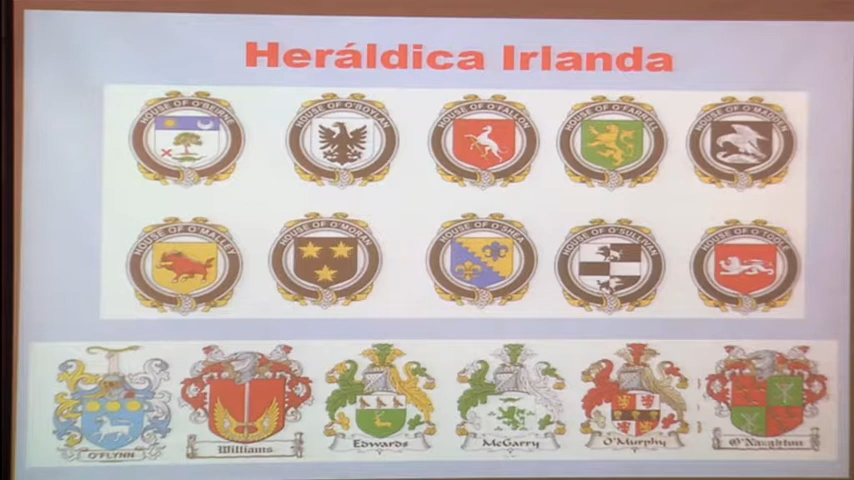 Heráldica Irlanda
HOUSE OF O'BEIRNE
HOUSE OF O'BOYLAN
HOUSE OF O'FALLON
HOUSE OF O'FARRELL
HOUSE OF O MADDEN
HOUSE OF O'MALLEY
HOUSE OF O'MORAN
HOUSE OF O'SHEA
HOUSE OF O'SULLIVAN
HOUSE OF O'TOOLE
O'FLYNN
Williams
Edwards
McGarry
O'Murphy
O'Naughton